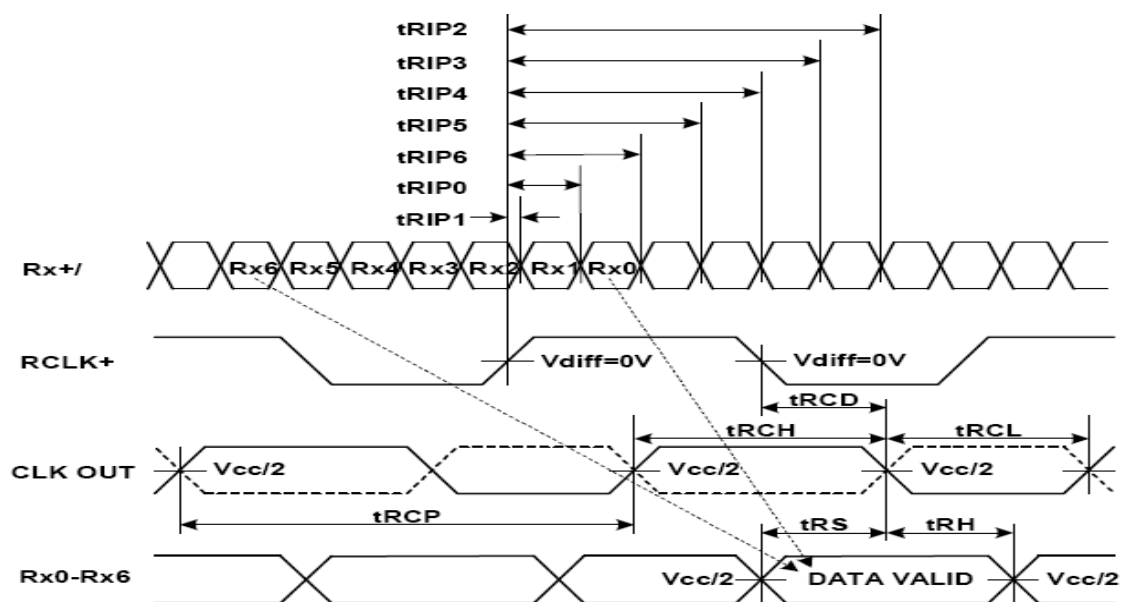 tRIP2
tRIP3
tRIP4
tRIP5
tRIP6
tRIP0
tRIP1
Rx+/
Rx6 Rx5 Rx4 Rx3 Rx2 Rx1 Rx0
RCLK+
Vdiff=0V Vdiff=0V
tRCD
tRCH tRCL
CLK OUT
Vcc/2 Vcc/2 Vcc/2
tRCP
tRS tRH
Rx0-Rx6
Vcc/2 DATA VALID Vcc/2